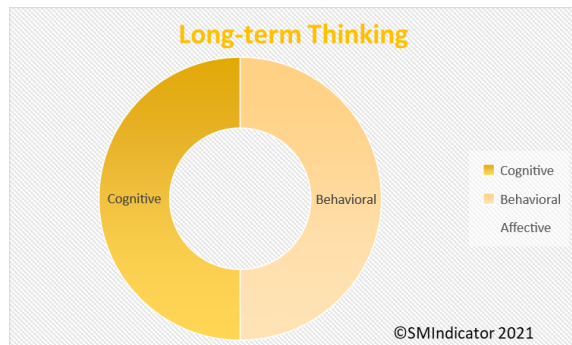 Long-term Thinking
Cognitive
Behavioral
Cognitive
Behavioral
Affective
©SMIndicator 2021